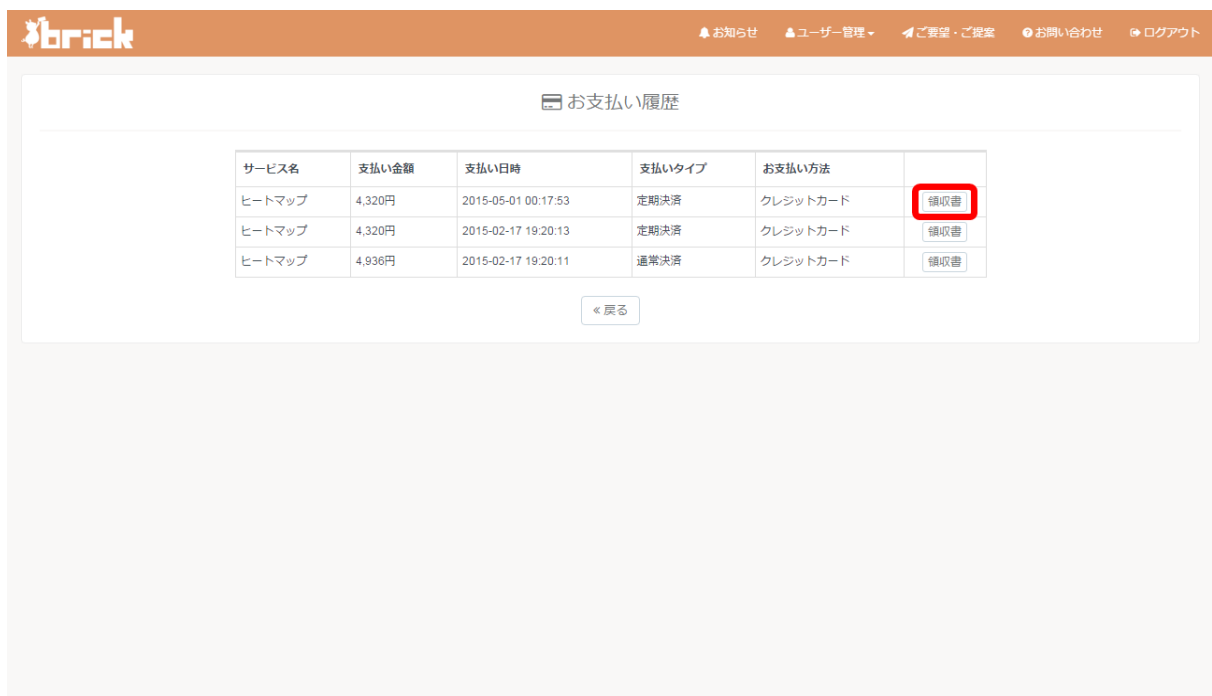 brick お知らせ ユーザー管理 ご要望・ご提案 お問い合わせ ログアウト
お支払い履歴
サービス名 支払い金額 支払い日時 支払いタイプ お支払い方法
ヒートマップ 4,320円 2015-05-01 00:17:53 定期決済 クレジットカード 領収書
ヒートマップ 4,320円 2015-02-17 19:20:13 定期決済 クレジットカード 領収書
ヒートマップ 4,936円 2015-02-17 19:20:11 通常決済 クレジットカード 領収書
« 戻る